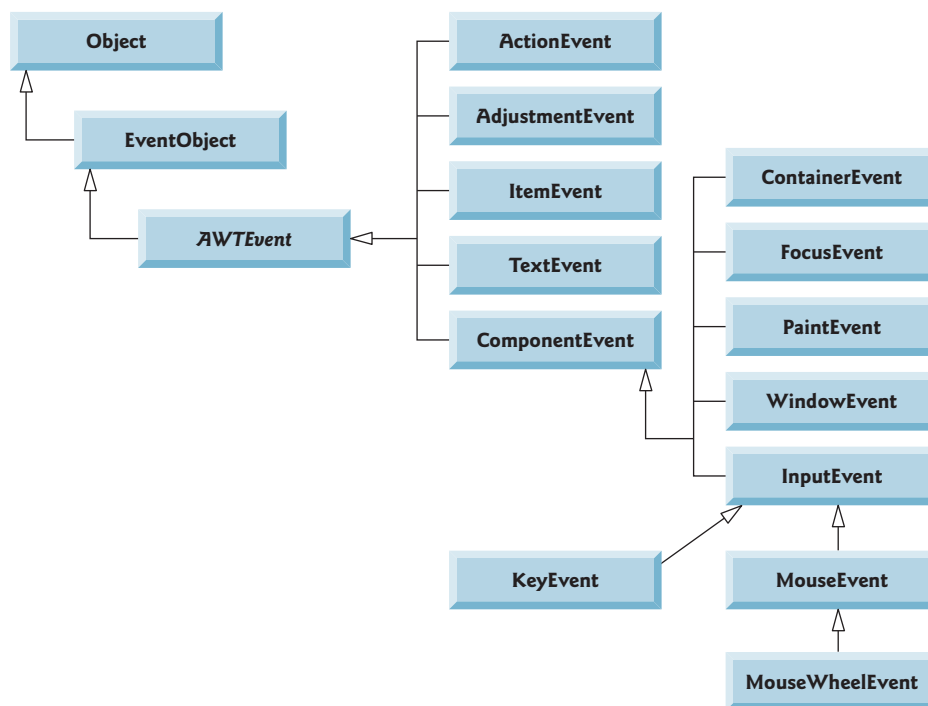 Object
EventObject
AWTEvent
ActionEvent
AdjustmentEvent
ItemEvent
TextEvent
ComponentEvent
ContainerEvent
FocusEvent
PaintEvent
WindowEvent
InputEvent
KeyEvent
MouseEvent
MouseWheelEvent